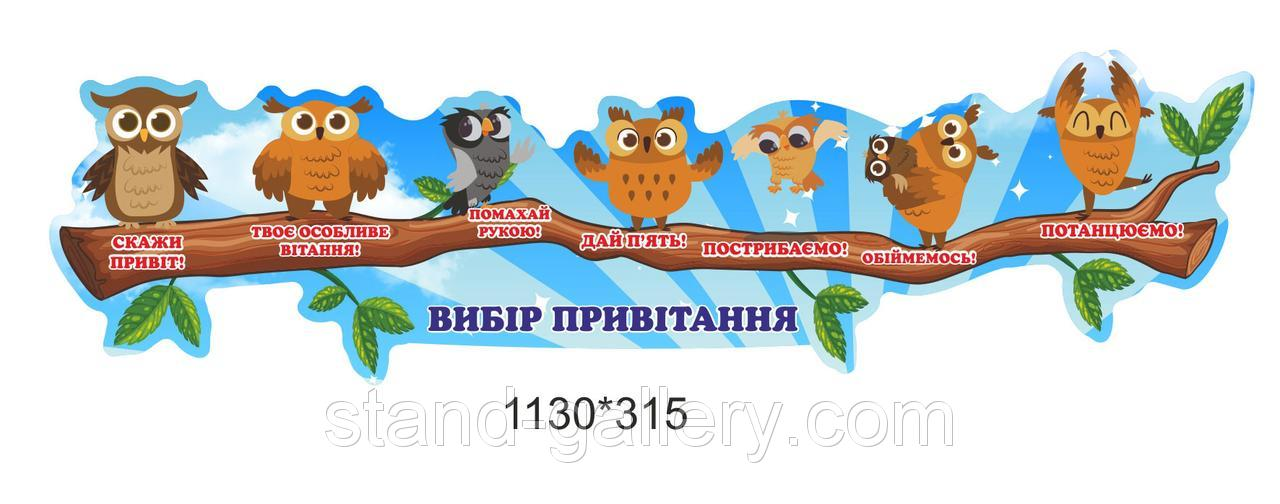 СКАЖИ
ПРИВІТ!
ТВОЄ ОСОБЛИВЕ
ВІТАННЯ!
ПОМАХАЙ
РУКОЮ!
ДАЙ П'ЯТЬ!
ПОСТРИБАЄМО!
ОБІЙМЕМОСЬ!
ПОТАНЦЮЄМО!
ВИБІР ПРИВІТАННЯ
1130*315
stand-gallery.com